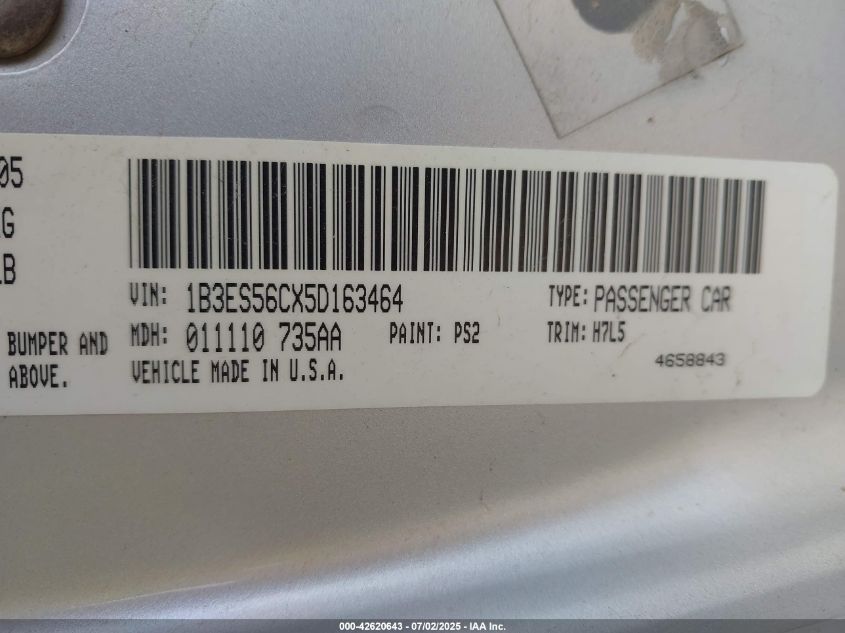 05
G
LB
BUMPER AND
ABOVE.
VIN: 1B3ES56CX5D163464
TYPE: PASSENGER CAR
MDH: 011110 735AA
PAINT: PS2
TRIM: H7L5
VEHICLE MADE IN U.S.A.
4658843
000-42620643 - 07/02/2025 - IAA Inc.